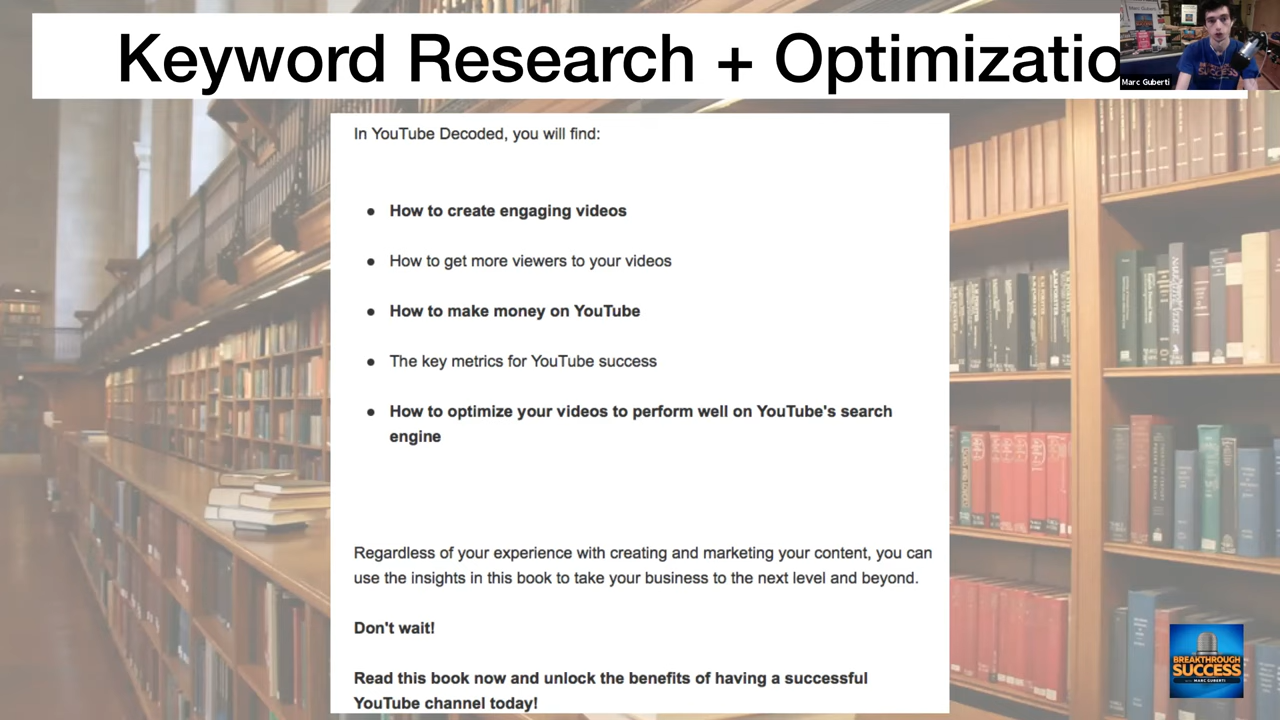 Keyword Research + Optimizatio
Marc Guberti
In YouTube Decoded, you will find:
● How to create engaging videos
● How to get more viewers to your videos
● How to make money on YouTube
● The key metrics for YouTube success
● How to optimize your videos to perform well on YouTube's search
engine
Regardless of your experience with creating and marketing your content, you can
use the insights in this book to take your business to the next level and beyond.
Don't wait!
Read this book now and unlock the benefits of having a successful
YouTube channel today!
BREAKTHROUGH
SUCCESS
WITH MARC GUBERTI